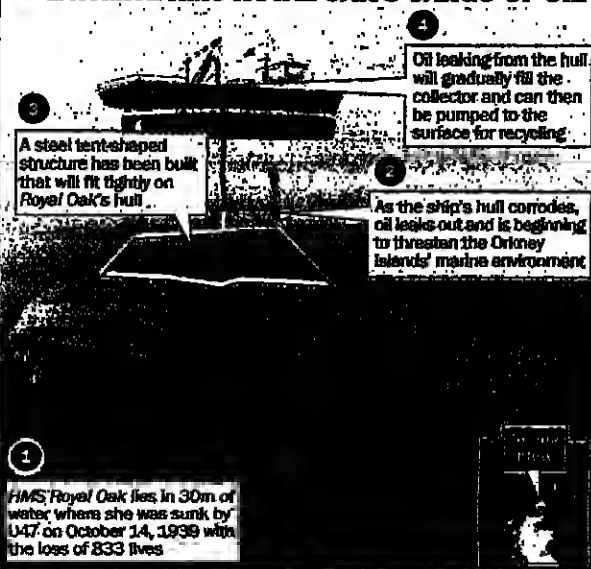 4
Oil leaking from the hull
will gradually fill the
collector and can then
be pumped to the
surface for recycling
3
A steel tent-shaped
structure has been built
that will fit tightly on
Royal Oak's hull
2
As the ship's hull corrodes,
oil leaks out and is beginning
to threaten the Orkney
Islands' marine environment
1
HMS Royal Oak lies in 30m of
water where she was sunk by
U47 on October 14, 1939 with
the loss of 833 lives